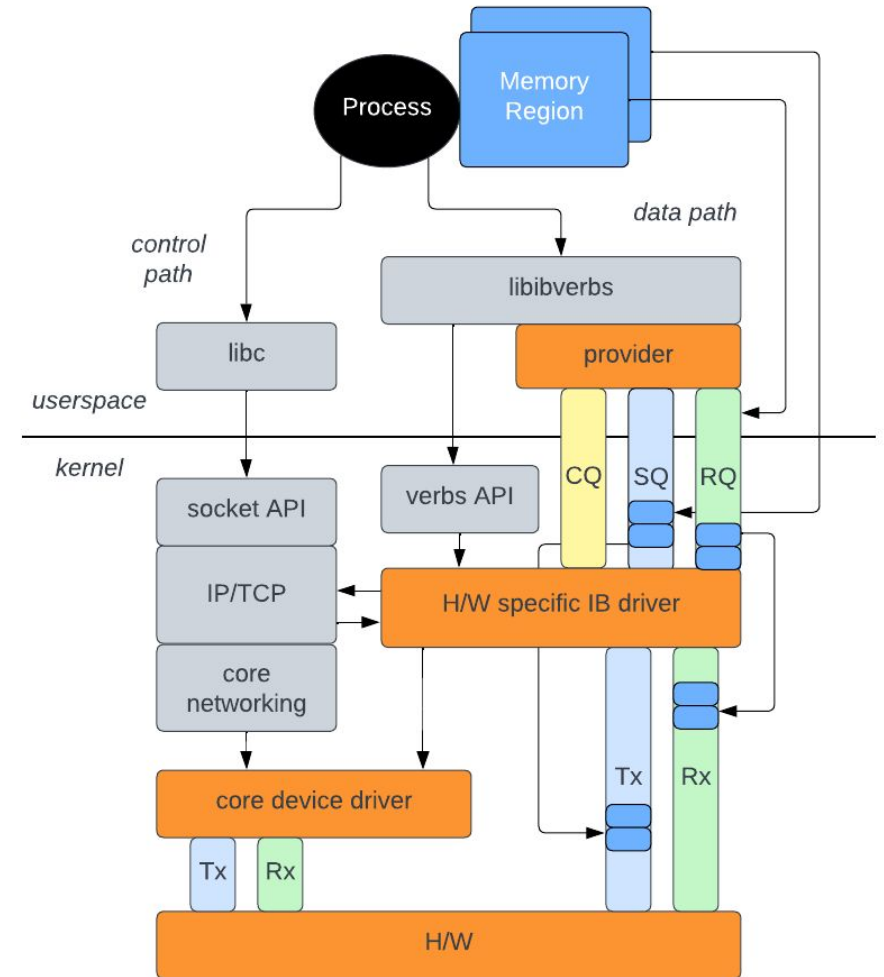 Memory
Region
Process
data path
control
path
libibverbs
libc
provider
userspace
kernel
CQ
SQ
RQ
verbs API
socket API
IP/TCP
H/W specific IB driver
core
networking
Tx
Rx
core device driver
Tx
Rx
H/W